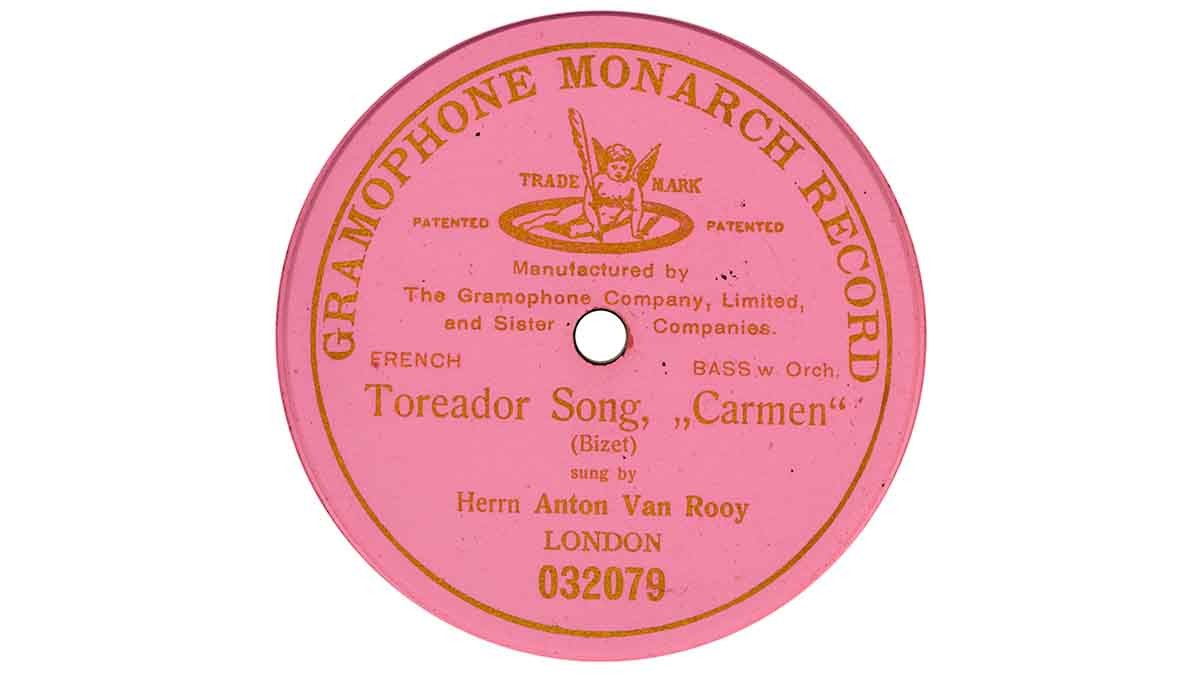 GRAMOPHONE MONARCH RECORD
TRADE MARK
PATENTED PATENTED
Manufactured by
The Gramophone Company, Limited,
and Sister Companies.
FRENCH BASS w Orch.
Toreador Song, „Carmen“
(Bizet)
sung by
Herrn Anton Van Rooy
LONDON
032079